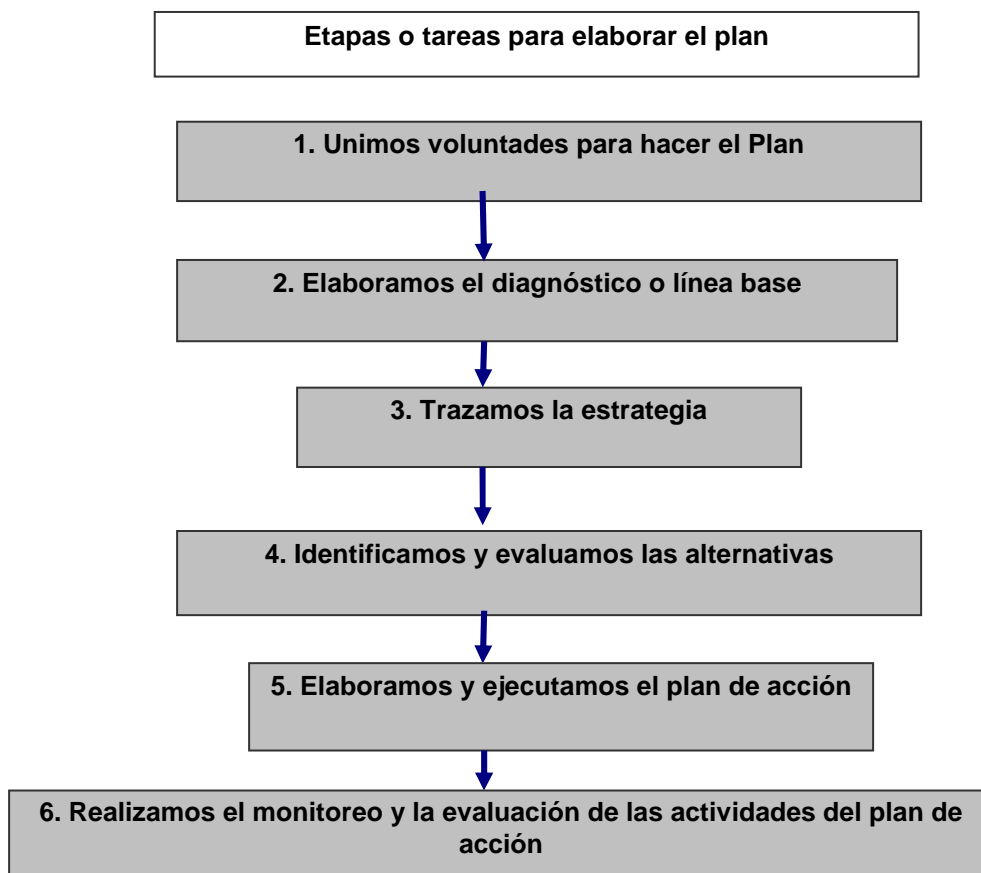 Etapas o tareas para elaborar el plan
1. Unimos voluntades para hacer el Plan
2. Elaboramos el diagnóstico o línea base
3. Trazamos la estrategia
4. Identificamos y evaluamos las alternativas
5. Elaboramos y ejecutamos el plan de acción
6. Realizamos el monitoreo y la evaluación de las actividades del plan de
acción